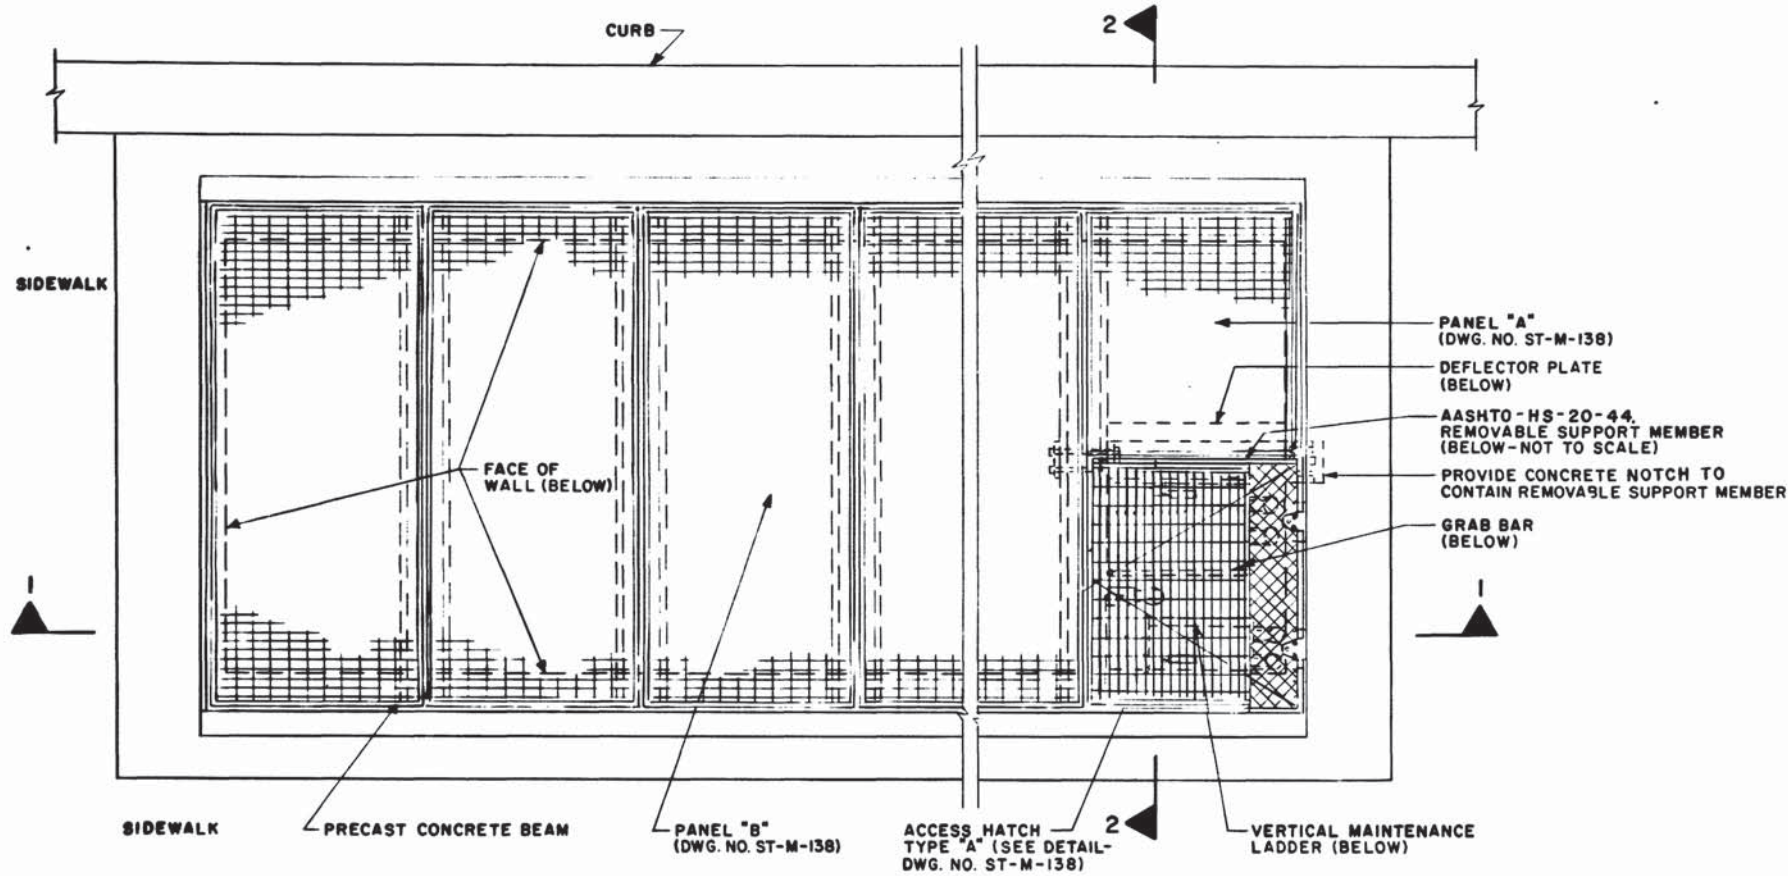 CURB
2
SIDEWALK
PANEL "A"
(DWG. NO. ST-M-138)
DEFLECTOR PLATE
(BELOW)
AASHTO-HS-20-44,
REMOVABLE SUPPORT MEMBER
(BELOW-NOT TO SCALE)
FACE OF
WALL (BELOW)
PROVIDE CONCRETE NOTCH TO
CONTAIN REMOVABLE SUPPORT MEMBER
GRAB BAR
(BELOW)
1
1
SIDEWALK
PRECAST CONCRETE BEAM
PANEL "B"
(DWG. NO. ST-M-138)
ACCESS HATCH
TYPE "A" (SEE DETAIL-
DWG. NO. ST-M-138)
2
VERTICAL MAINTENANCE
LADDER (BELOW)